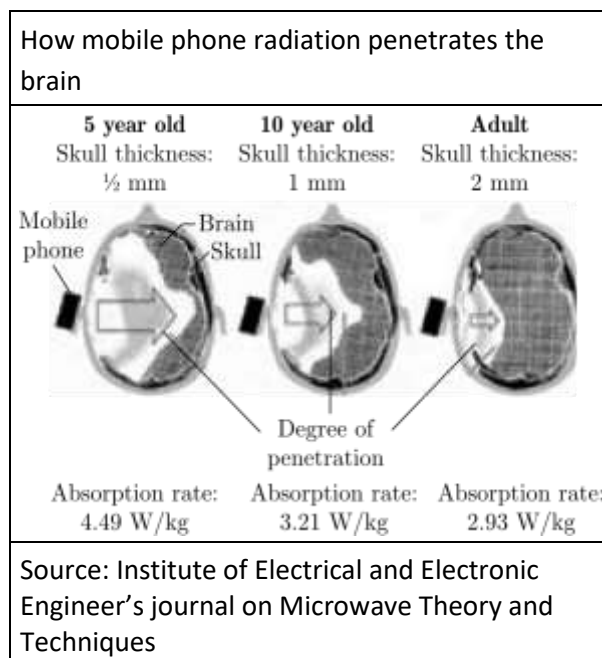 How mobile phone radiation penetrates the
brain
5 year old
Skull thickness:
½ mm
10 year old
Skull thickness:
1 mm
Adult
Skull thickness:
2 mm
Mobile
phone
Brain
Skull
Degree of
penetration
Absorption rate:
4.49 W/kg
Absorption rate:
3.21 W/kg
Absorption rate:
2.93 W/kg
Source: Institute of Electrical and Electronic
Engineer’s journal on Microwave Theory and
Techniques